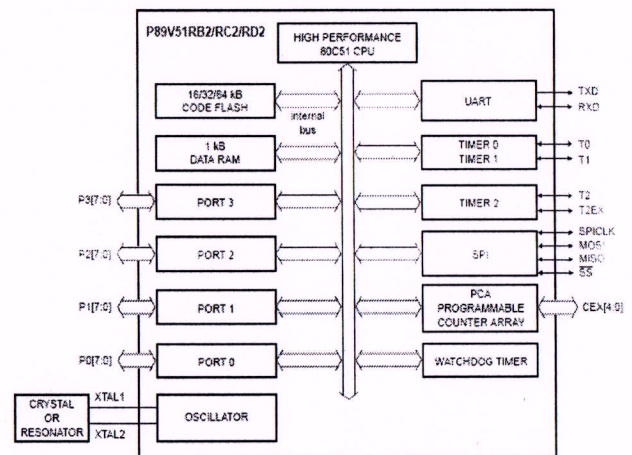 P89V51RB2/RC2/RD2
HIGH PERFORMANCE
80C51 CPU
16/32/64 kB
CODE FLASH
internal
bus
UART
TXD
RXD
1 kB
DATA RAM
TIMER 0
TIMER 1
T0
T1
P3[7:0]
PORT 3
TIMER 2
T2
T2EX
P2[7:0]
PORT 2
SPI
SPICLK
MOSI
MISO
SS
P1[7:0]
PORT 1
PCA
PROGRAMMABLE
COUNTER ARRAY
CEX[4:0]
P0[7:0]
PORT 0
WATCHDOG TIMER
CRYSTAL
OR
RESONATOR
XTAL1
XTAL2
OSCILLATOR